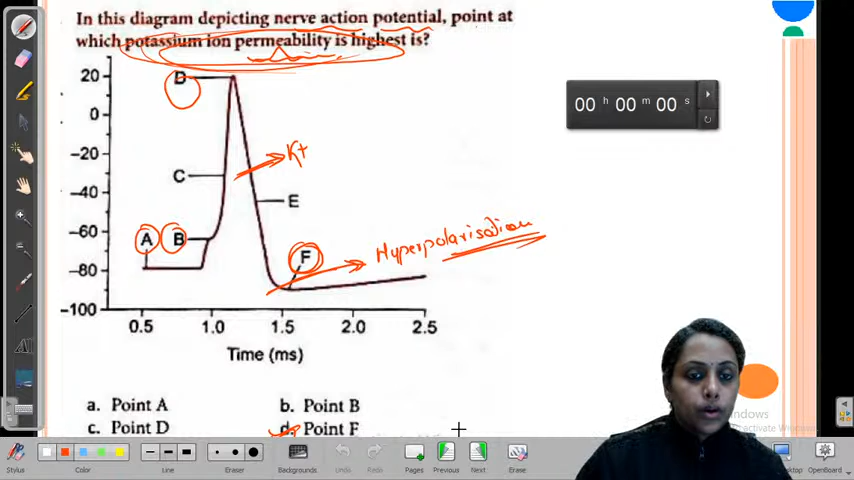 In this diagram depicting nerve action potential, point at
which potassium ion permeability is highest is?
00 h 00 m 00 s
20
0
-20
-40
-60
-80
-100
D
C
A
B
E
F
K+
Hyperpolarisation
0.5 1.0 1.5 2.0 2.5
Time (ms)
a. Point A
b. Point B
c. Point D
d. Point F
Stylus
Color
Line
Eraser
Backgrounds
Undo
Redo
Pages
Previous
Next
Erase
OpenBoard